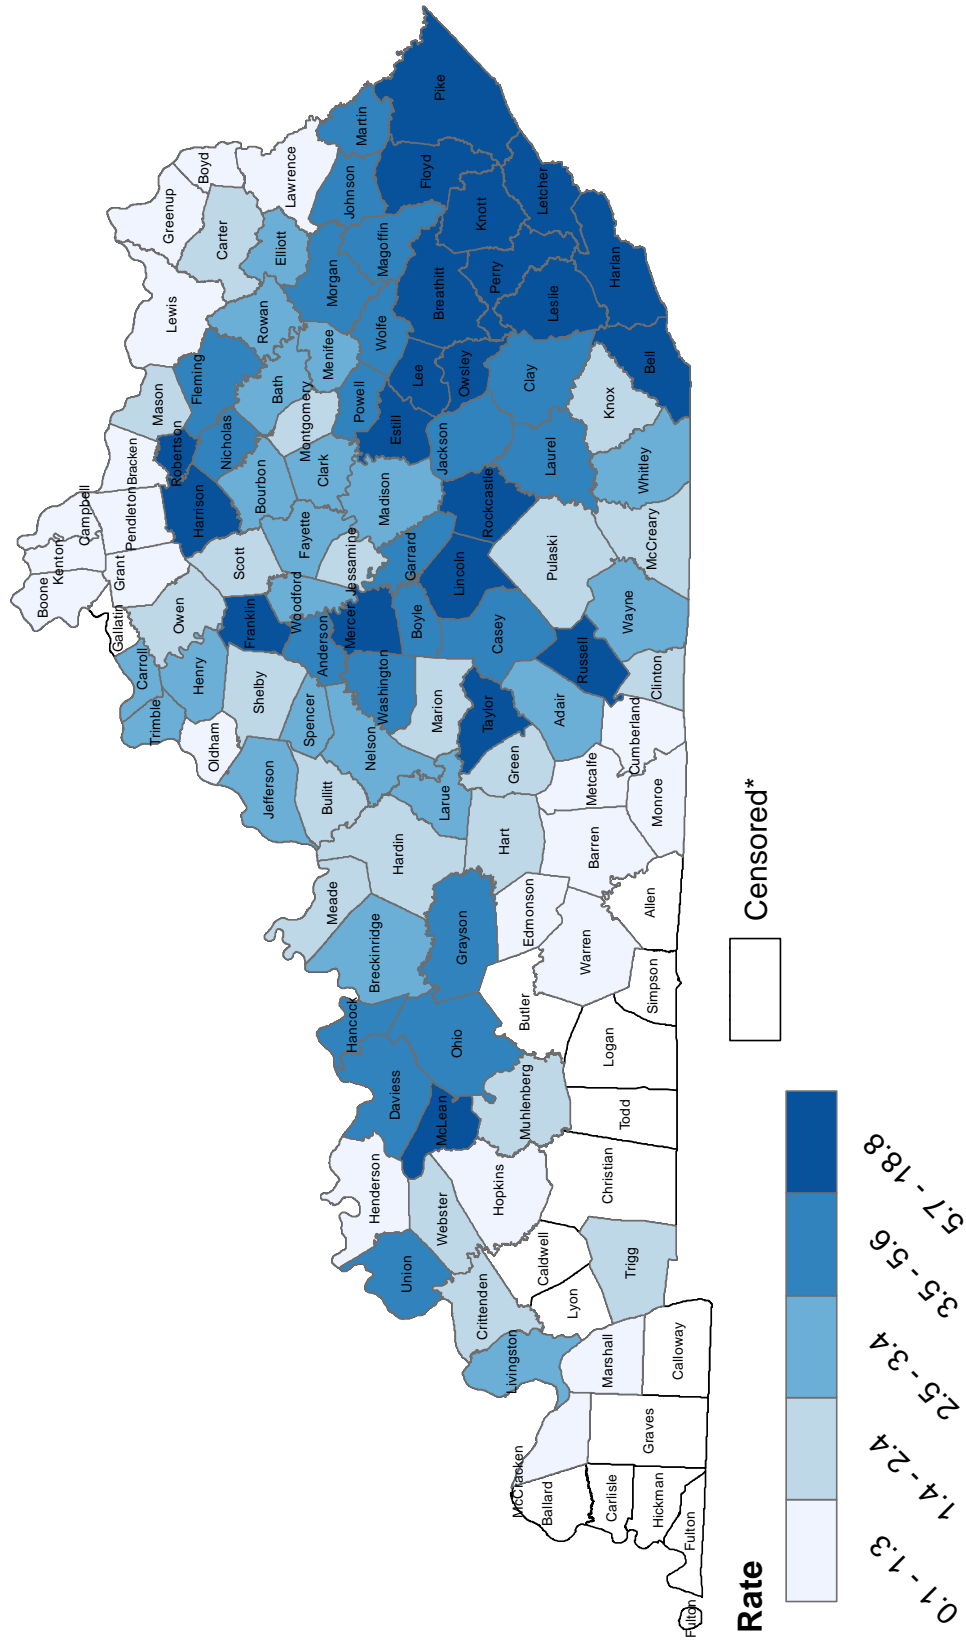 Boone
Kenton
Campbell
Gallatin
Grant
Pendleton
Bracken
Mason
Lewis
Greenup
Boyd
Carroll
Trimble
Owen
Henry
Oldham
Harrison
Robertson
Fleming
Nicholas
Carter
Lawrence
Elliott
Rowan
Scott
Franklin
Shelby
Jefferson
Bourbon
Bath
Montgomery
Menifee
Morgan
Johnson
Martin
Fayette
Woodford
Anderson
Spencer
Bullitt
Clark
Powell
Wolfe
Magoffin
Floyd
Pike
Jessamine
Mercer
Washington
Nelson
Meade
Hancock
Henderson
Madison
Estill
Lee
Breathitt
Knott
Letcher
Garrard
Boyle
Marion
Larue
Hardin
Breckinridge
Daviess
Union
Jackson
Owsley
Perry
Leslie
Harlan
Lincoln
Rockcastle
Casey
Taylor
Green
Hart
Grayson
Ohio
McLean
Webster
Crittenden
Livingston
Clay
Laurel
Knox
Bell
Pulaski
Russell
Adair
Metcalfe
Barren
Edmonson
Warren
Butler
Muhlenberg
Hopkins
Caldwell
Lyon
Trigg
Christian
Todd
Logan
Simpson
Allen
Monroe
Cumberland
Clinton
Wayne
McCreary
Whitley
Marshall
Calloway
McCracken
Ballard
Graves
Carlisle
Hickman
Fulton
Fulton
Rate
0.1 - 1.3
1.4 - 2.4
2.5 - 3.4
3.5 - 5.6
5.7 - 18.8
Censored*